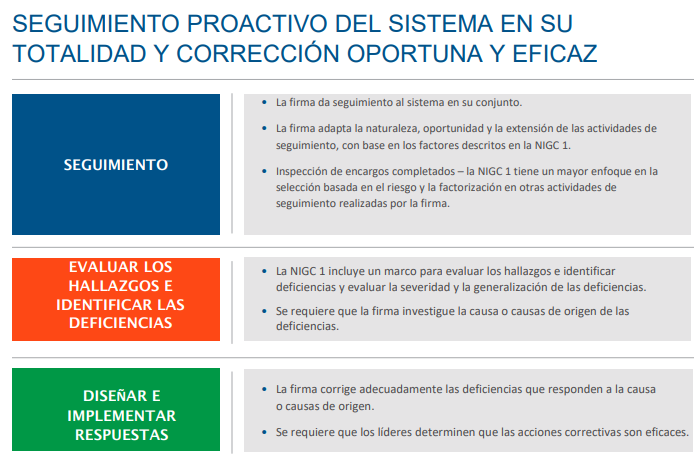 SEGUIMIENTO PROACTIVO DEL SISTEMA EN SU
TOTALIDAD Y CORRECCIÓN OPORTUNA Y EFICAZ
SEGUIMIENTO
• La firma da seguimiento al sistema en su conjunto.
• La firma adapta la naturaleza, oportunidad y la extensión de las actividades de
seguimiento, con base en los factores descritos en la NIGC 1.
• Inspección de encargos completados – la NIGC 1 tiene un mayor enfoque en la
selección basada en el riesgo y la factorización en otras actividades de
seguimiento realizadas por la firma.
EVALUAR LOS
HALLAZGOS E
IDENTIFICAR LAS
DEFICIENCIAS
• La NIGC 1 incluye un marco para evaluar los hallazgos e identificar
deficiencias y evaluar la severidad y la generalización de las deficiencias.
• Se requiere que la firma investigue la causa o causas de origen de las
deficiencias.
DISEÑAR E
IMPLEMENTAR
RESPUESTAS
• La firma corrige adecuadamente las deficiencias que responden a la causa
o causas de origen.
• Se requiere que los líderes determinen que las acciones correctivas son eficaces.